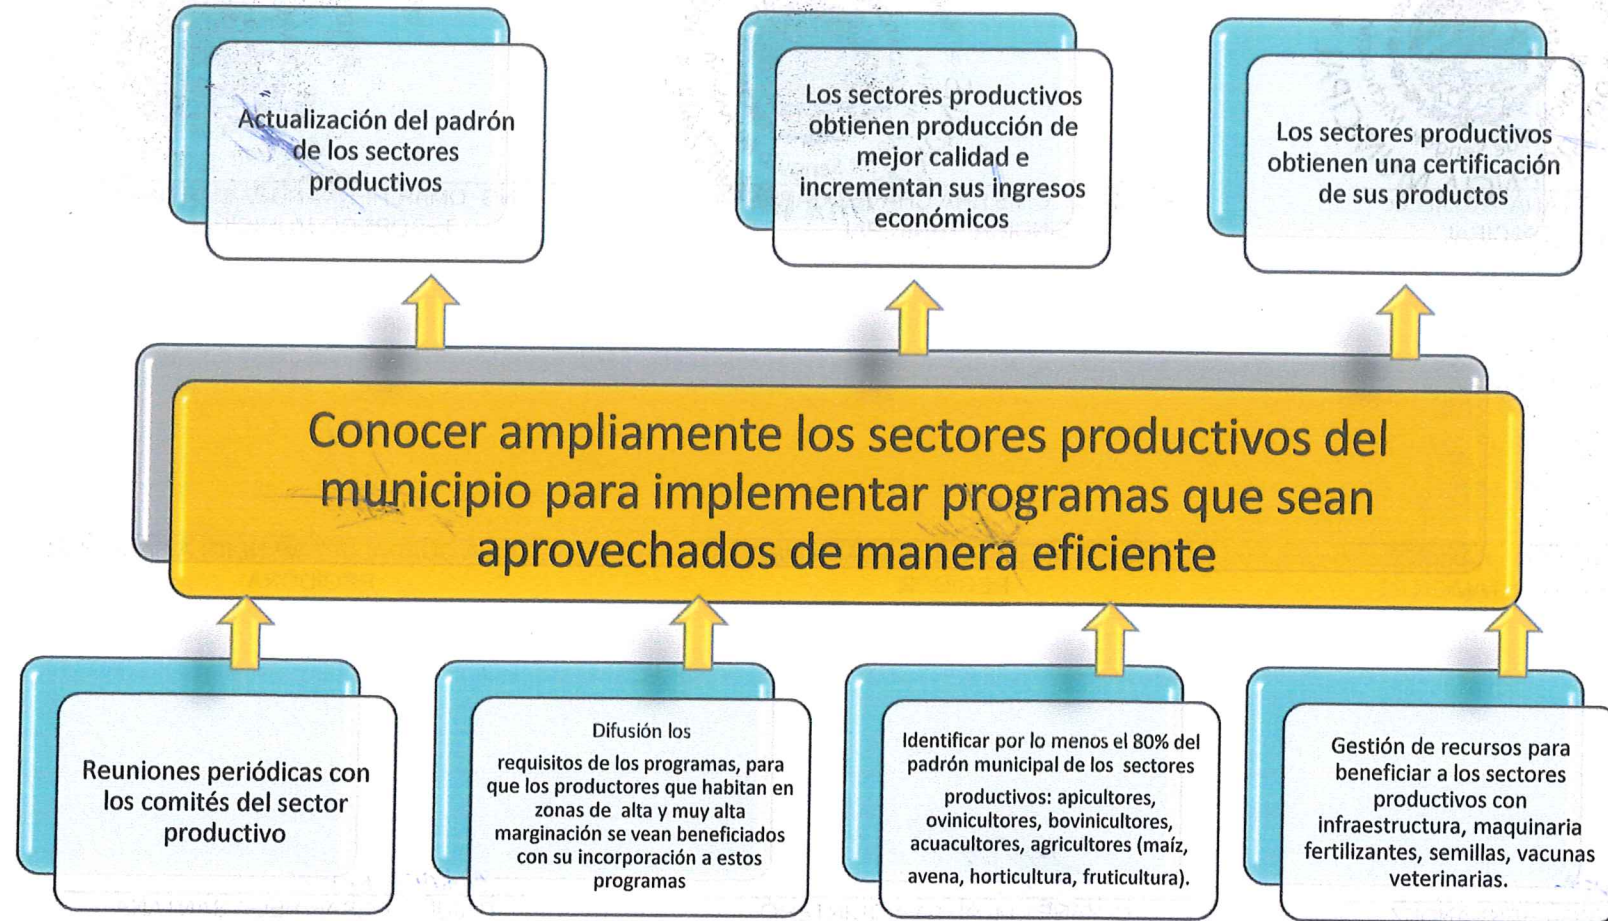 Actualización del padrón
de los sectores
productivos
Los sectores productivos
obtienen producción de
mejor calidad e
incrementan sus ingresos
económicos
Los sectores productivos
obtienen una certificación
de sus productos
Conocer ampliamente los sectores productivos del
municipio para implementar programas que sean
aprovechados de manera eficiente
Reuniones periódicas con
los comités del sector
productivo
Difusión los
requisitos de los programas, para
que los productores que habitan en
zonas de alta y muy alta
marginación se vean beneficiados
con su incorporación a estos
programas
Identificar por lo menos el 80% del
padrón municipal de los sectores
productivos: apicultores,
ovinicultores, bovinicultores,
acuacultores, agricultores (maíz,
avena, horticultura, fruticultura).
Gestión de recursos para
beneficiar a los sectores
productivos con
infraestructura, maquinaria
fertilizantes, semillas, vacunas
veterinarias.